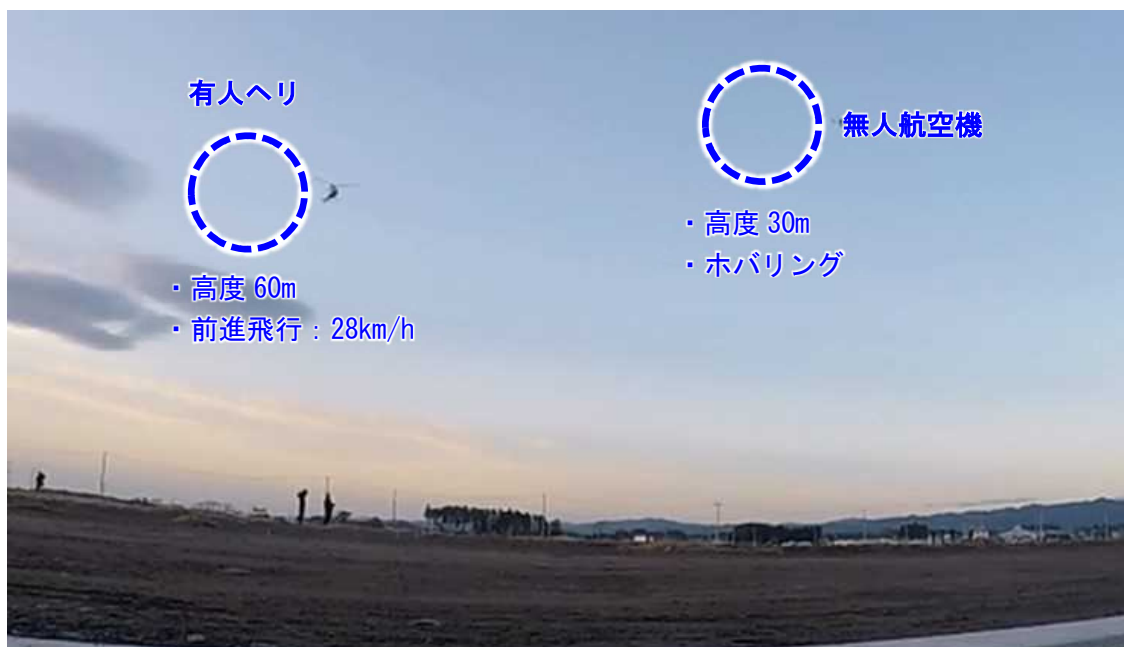 有人ヘリ
・高度 60m
・前進飛行：28km/h
無人航空機
・高度 30m
・ホバリング